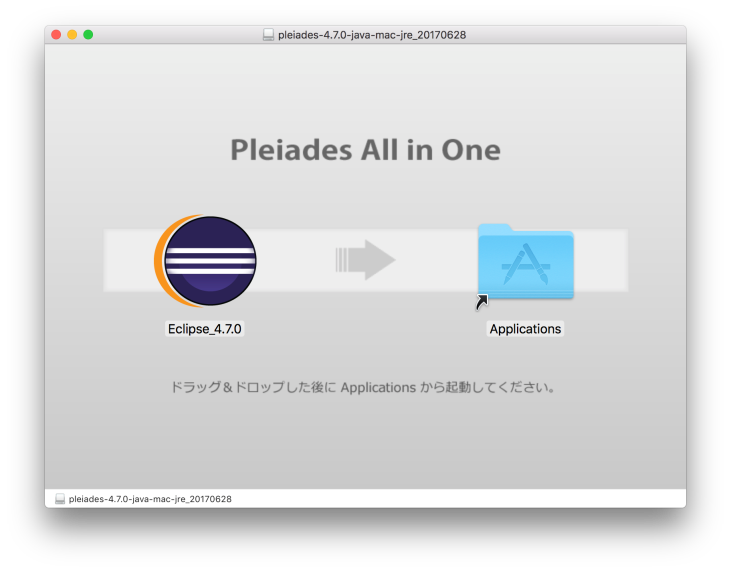 pleiades-4.7.0-java-mac-jre_20170628
Pleiades All in One
Eclipse_4.7.0
Applications
ドラッグ＆ドロップした後に Applications から起動してください。
pleiades-4.7.0-java-mac-jre_20170628